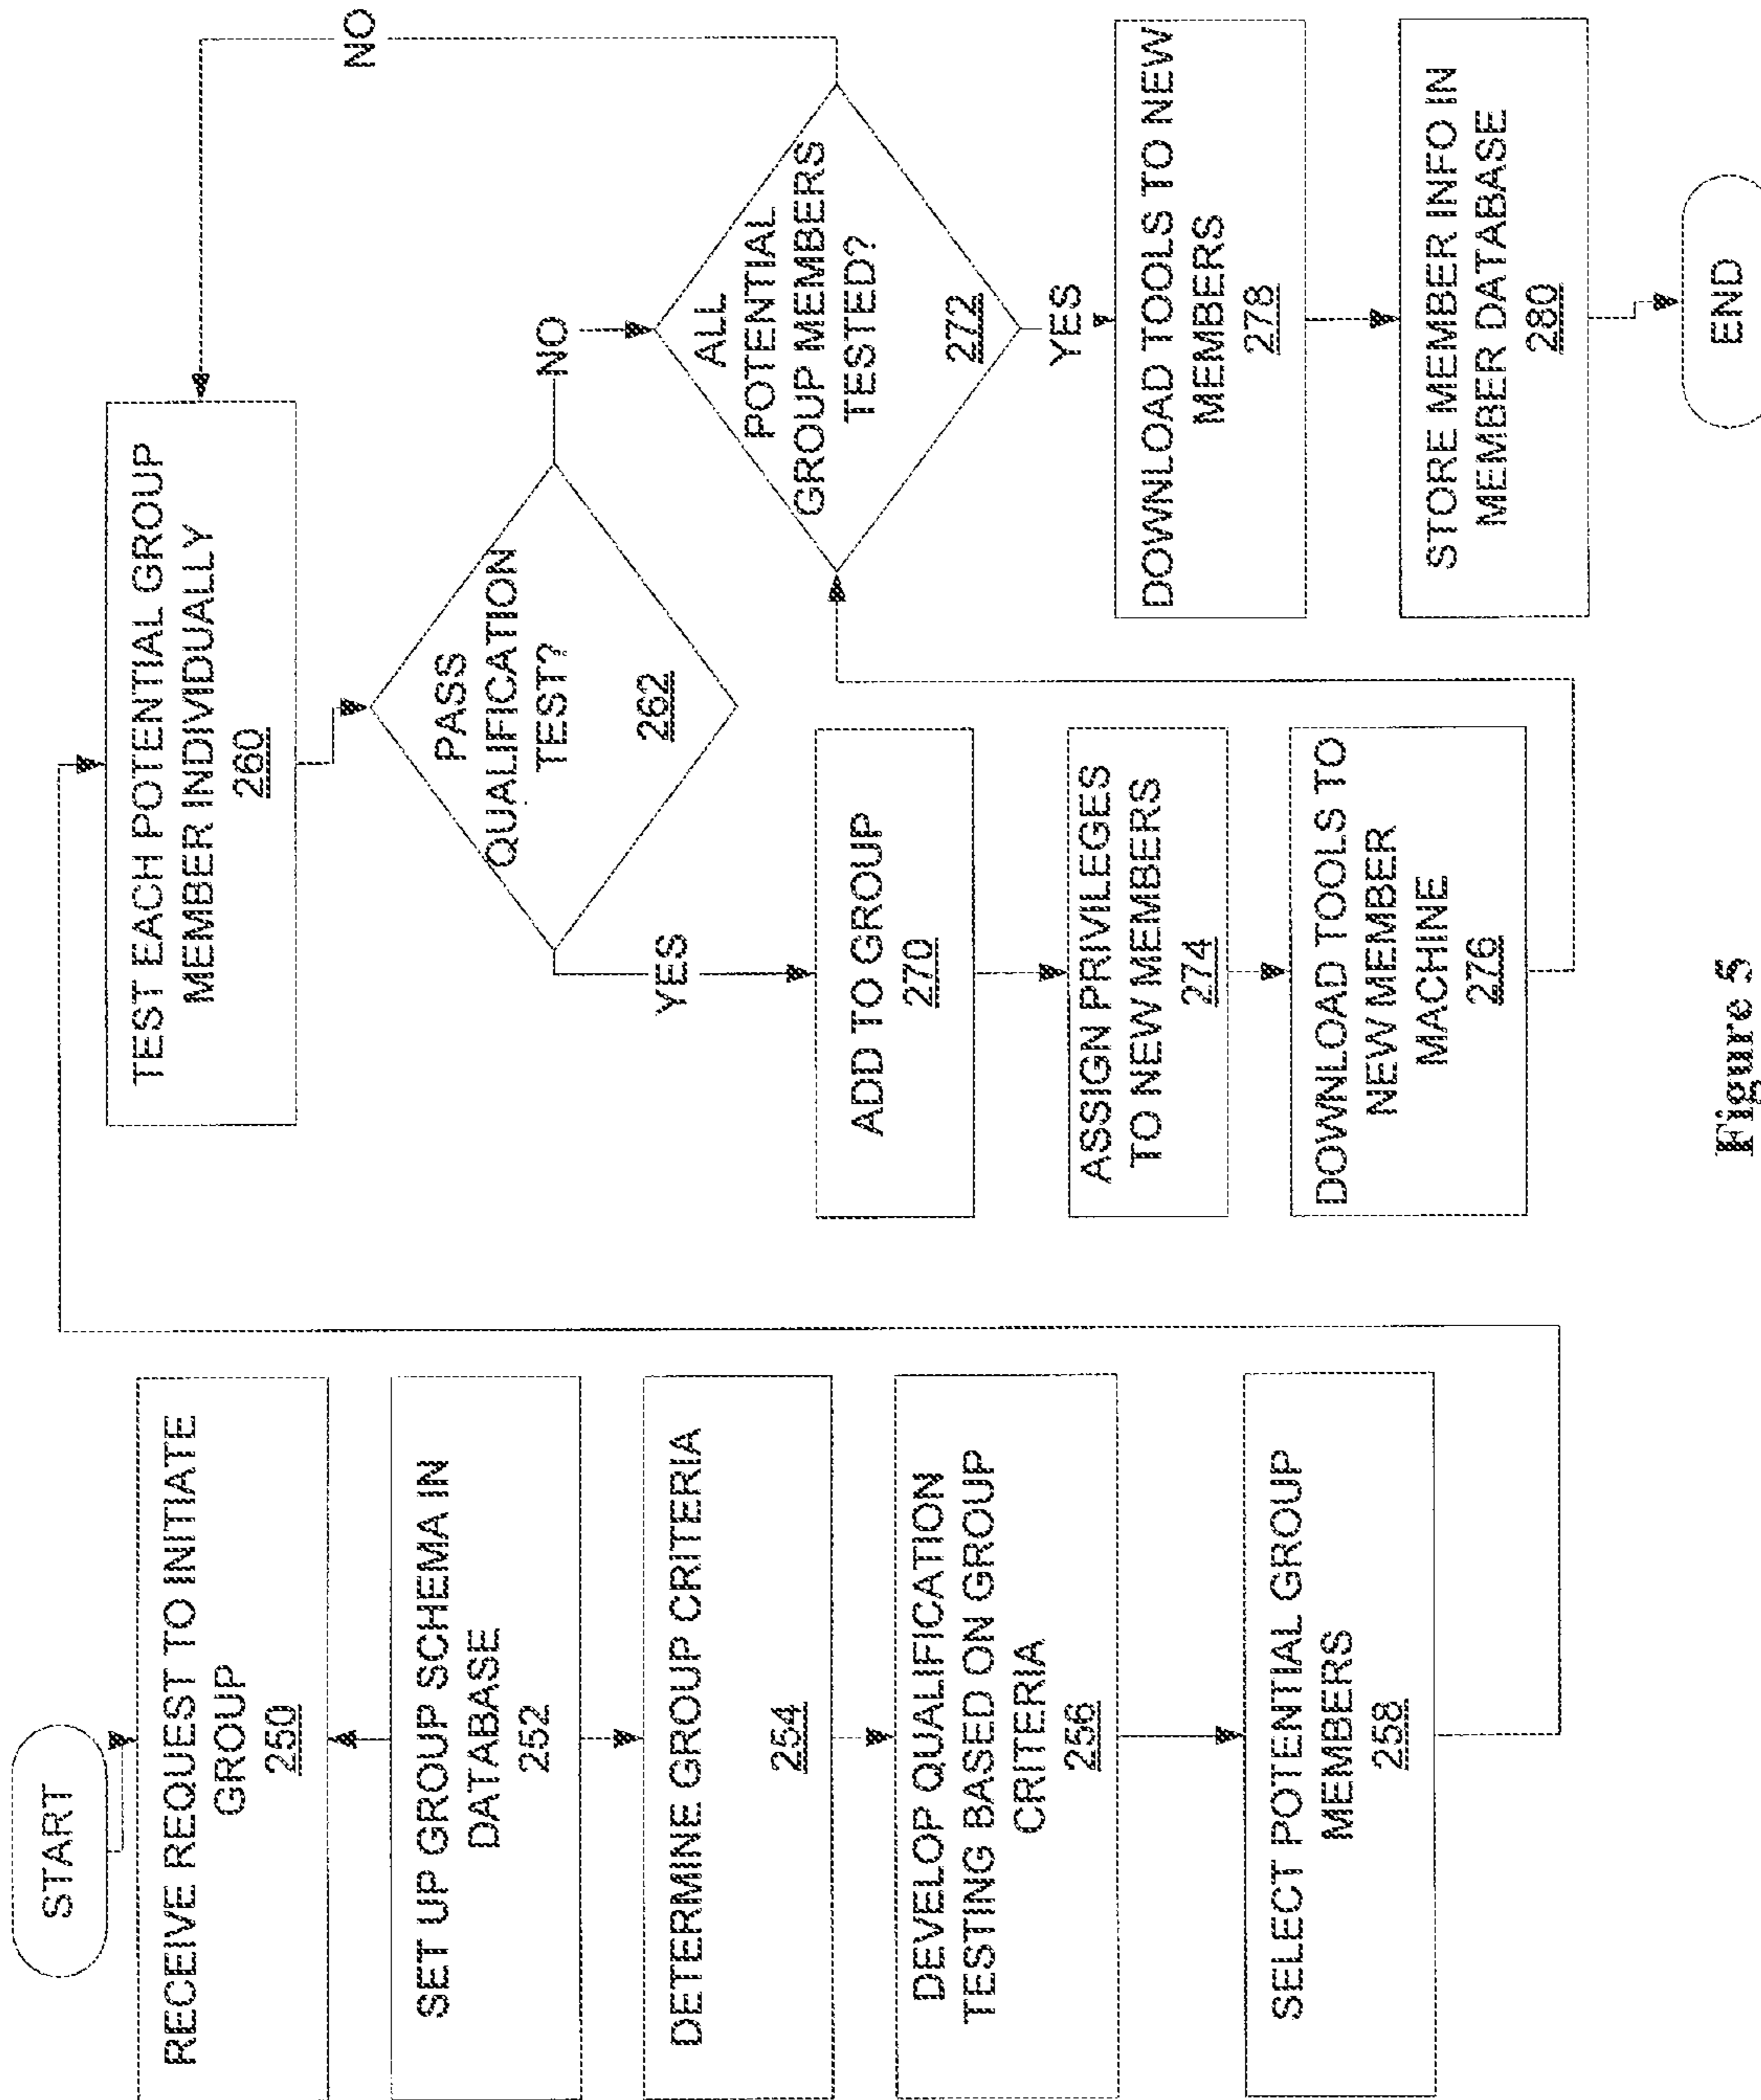 START
RECEIVE REQUEST TO INITIATE
GROUP
250
SET UP GROUP SCHEMA IN
DATABASE
252
DETERMINE GROUP CRITERIA
254
DEVELOP QUALIFICATION
TESTING BASED ON GROUP
CRITERIA
256
SELECT POTENTIAL GROUP
MEMBERS
258
TEST EACH POTENTIAL GROUP
MEMBER INDIVIDUALLY
260
PASS
QUALIFICATION
TEST?
262
YES
NO
ADD TO GROUP
270
ASSIGN PRIVILEGES
TO NEW MEMBERS
274
DOWNLOAD TOOLS TO
NEW MEMBER
MACHINE
276
ALL
POTENTIAL
GROUP MEMBERS
TESTED?
272
NO
YES
DOWNLOAD TOOLS TO NEW
MEMBERS
278
STORE MEMBER INFO IN
MEMBER DATABASE
280
END
Figure 5